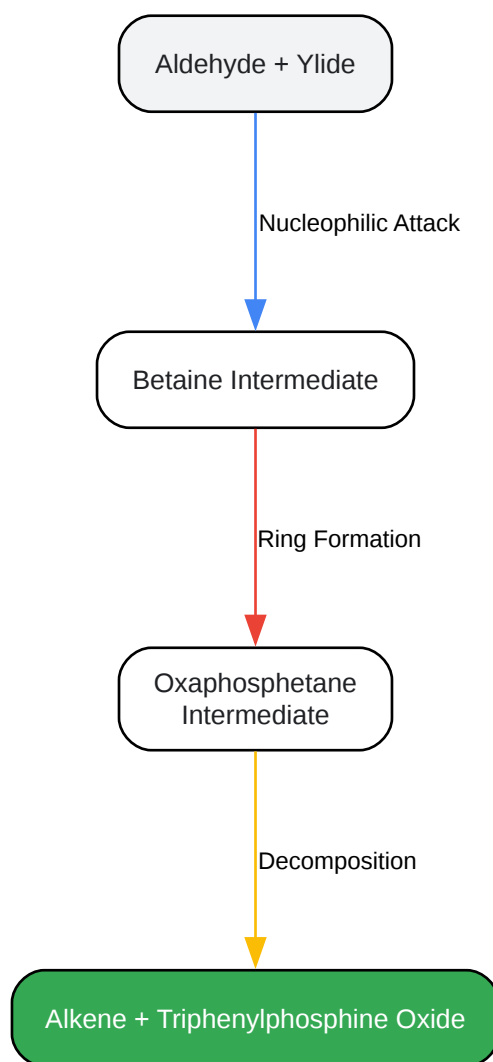 Aldehyde + Ylide
Nucleophilic Attack
Betaine Intermediate
Ring Formation
Oxaphosphetane
Intermediate
Decomposition
Alkene + Triphenylphosphine Oxide